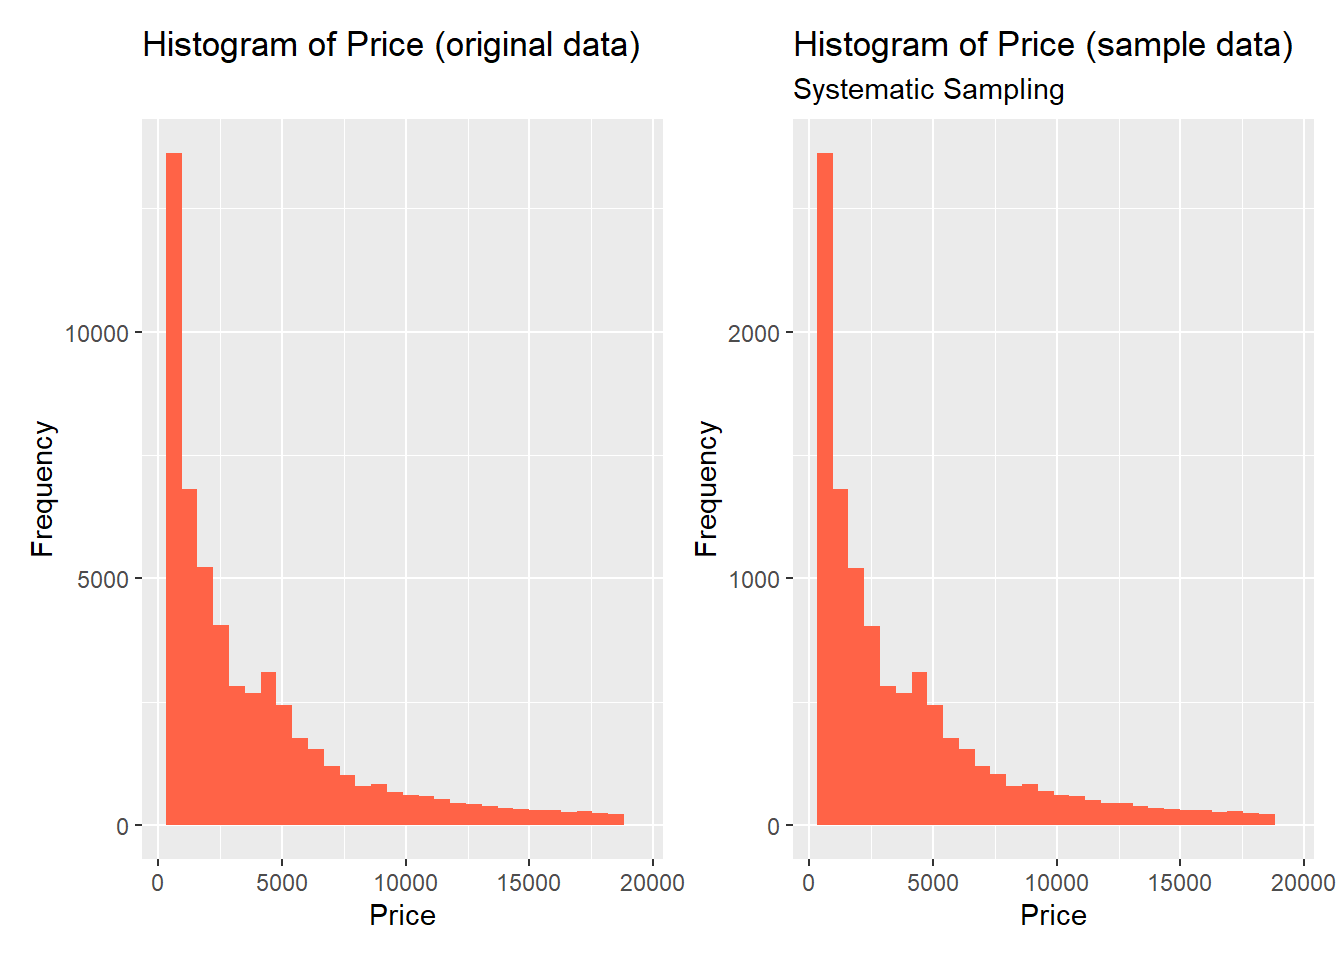 Histogram of Price (original data)
Frequency
10000
5000
0
0 5000 10000 15000 20000
Price
Histogram of Price (sample data)
Systematic Sampling
Frequency
2000
1000
0
0 5000 10000 15000 20000
Price